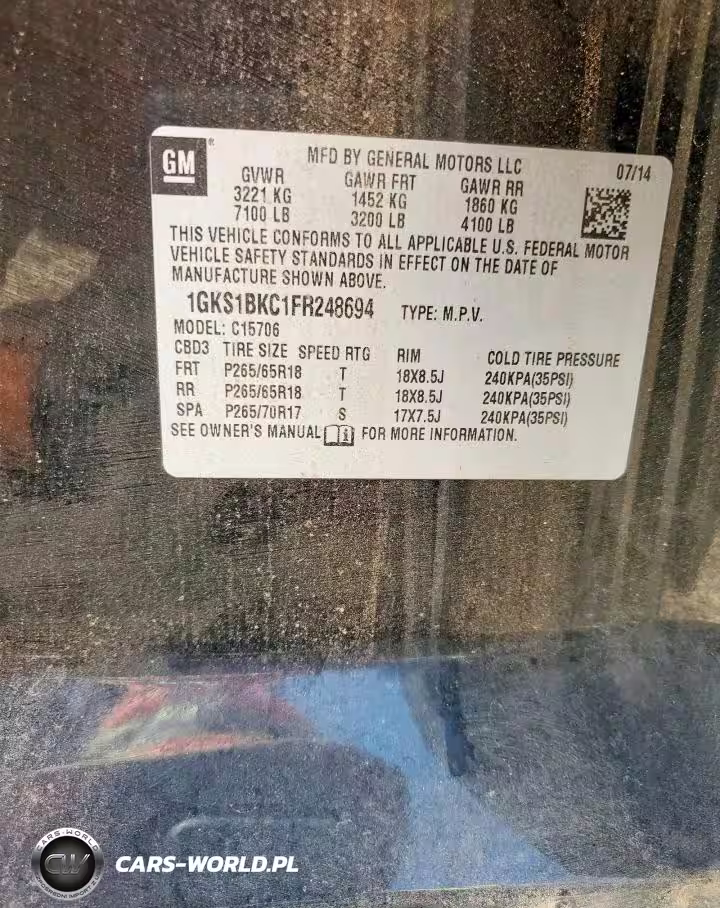 GM®
MFD BY GENERAL MOTORS LLC 07/14
GVWR GAWR FRT GAWR RR
3221 KG 1452 KG 1860 KG
7100 LB 3200 LB 4100 LB
THIS VEHICLE CONFORMS TO ALL APPLICABLE U.S. FEDERAL MOTOR
VEHICLE SAFETY STANDARDS IN EFFECT ON THE DATE OF
MANUFACTURE SHOWN ABOVE.
1GKS1BKC1FR248694 TYPE: M.P.V.
MODEL: C15706
CBD3 TIRE SIZE SPEED RTG RIM COLD TIRE PRESSURE
FRT P265/65R18 T 18X8.5J 240KPA(35PSI)
RR P265/65R18 T 18X8.5J 240KPA(35PSI)
SPA P265/70R17 S 17X7.5J 240KPA(35PSI)
SEE OWNER'S MANUAL FOR MORE INFORMATION.
CARS-WORLD
CW
CARS-WORLD.PL